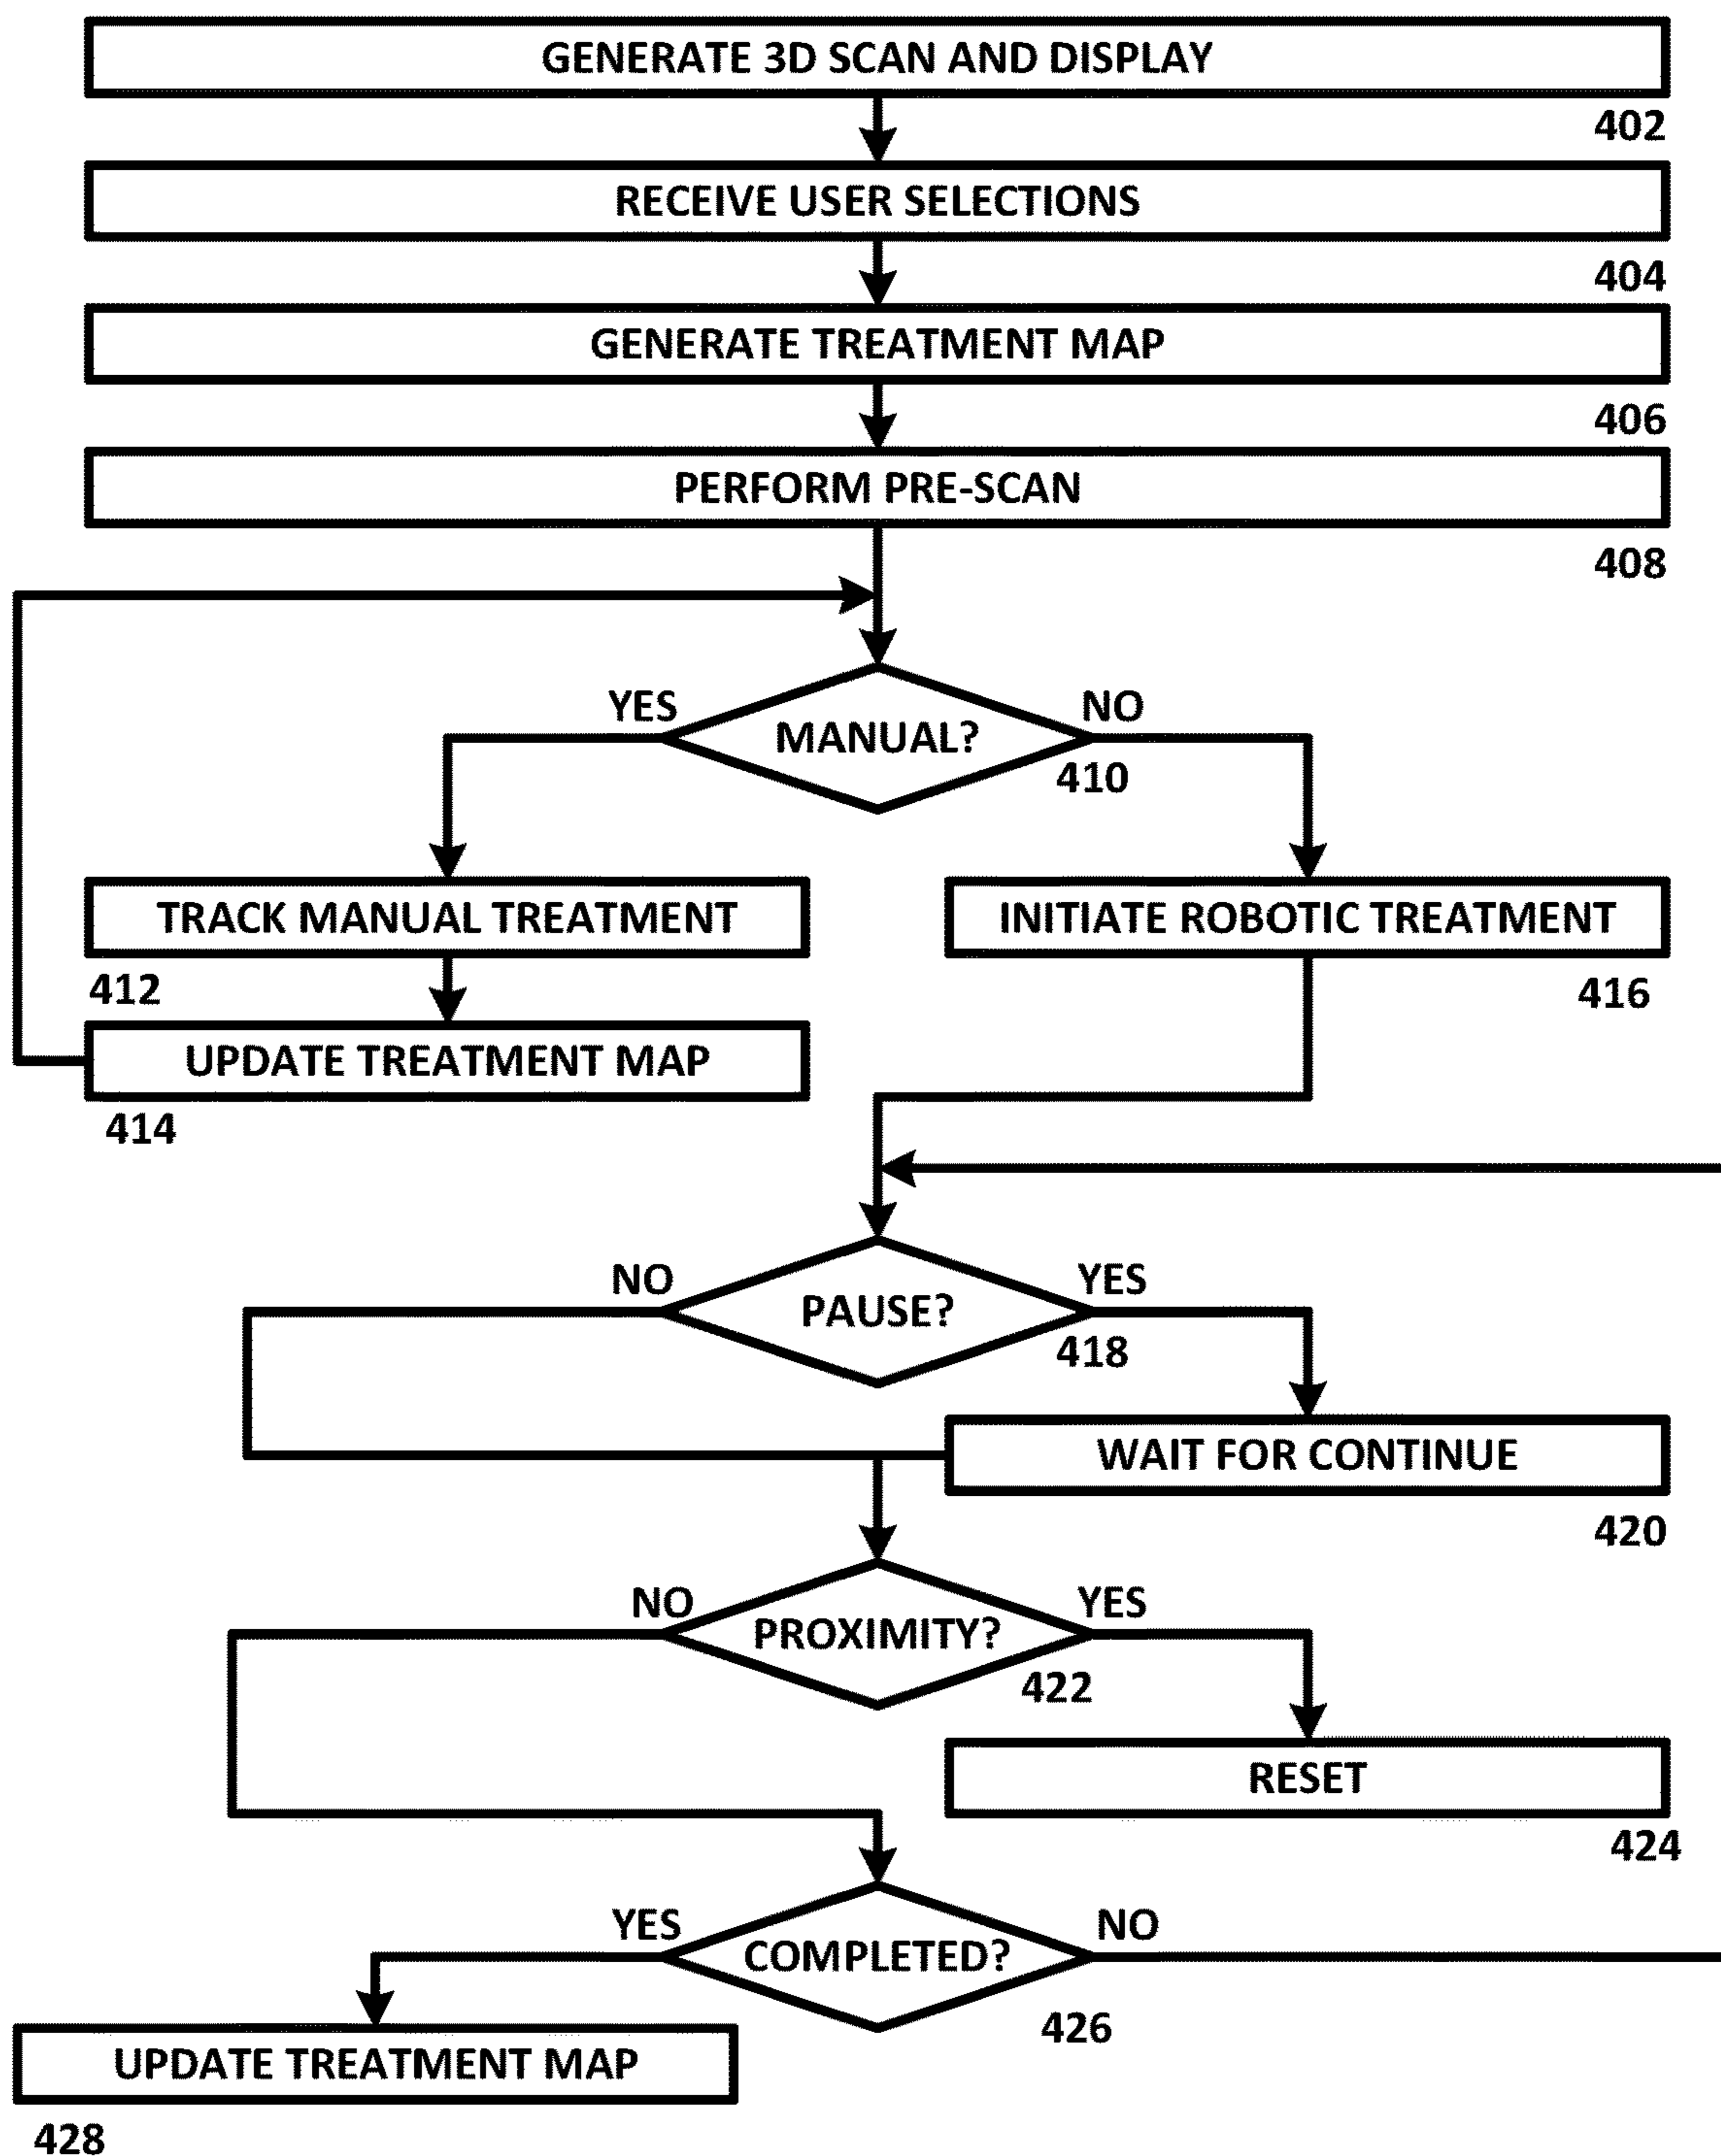 GENERATE 3D SCAN AND DISPLAY
402
RECEIVE USER SELECTIONS
404
GENERATE TREATMENT MAP
406
PERFORM PRE-SCAN
408
YES
NO
MANUAL?
410
TRACK MANUAL TREATMENT
INITIATE ROBOTIC TREATMENT
412
416
UPDATE TREATMENT MAP
414
NO
YES
PAUSE?
418
WAIT FOR CONTINUE
420
NO
YES
PROXIMITY?
422
RESET
424
YES
NO
COMPLETED?
426
UPDATE TREATMENT MAP
428